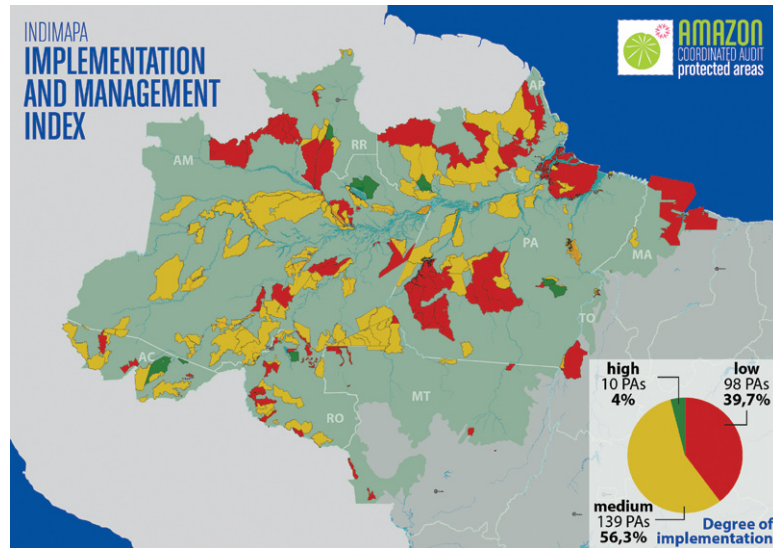 INDIMAPA
IMPLEMENTATION
AND MANAGEMENT
INDEX
AMAZON
COORDINATED AUDIT
protected areas
AP
RR
AM
PA
MA
TO
AC
RO
MT
high
10 PAs
4%
low
98 PAs
39,7%
medium
139 PAs
56,3%
Degree of
implementation